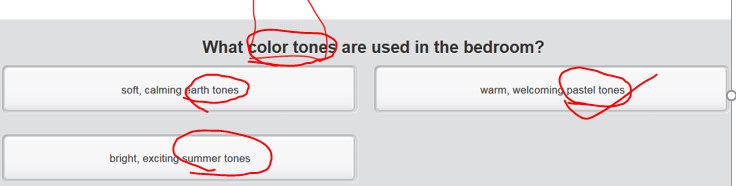 What color tones are used in the bedroom?
soft, calming earth tones
warm, welcoming pastel tones
bright, exciting summer tones